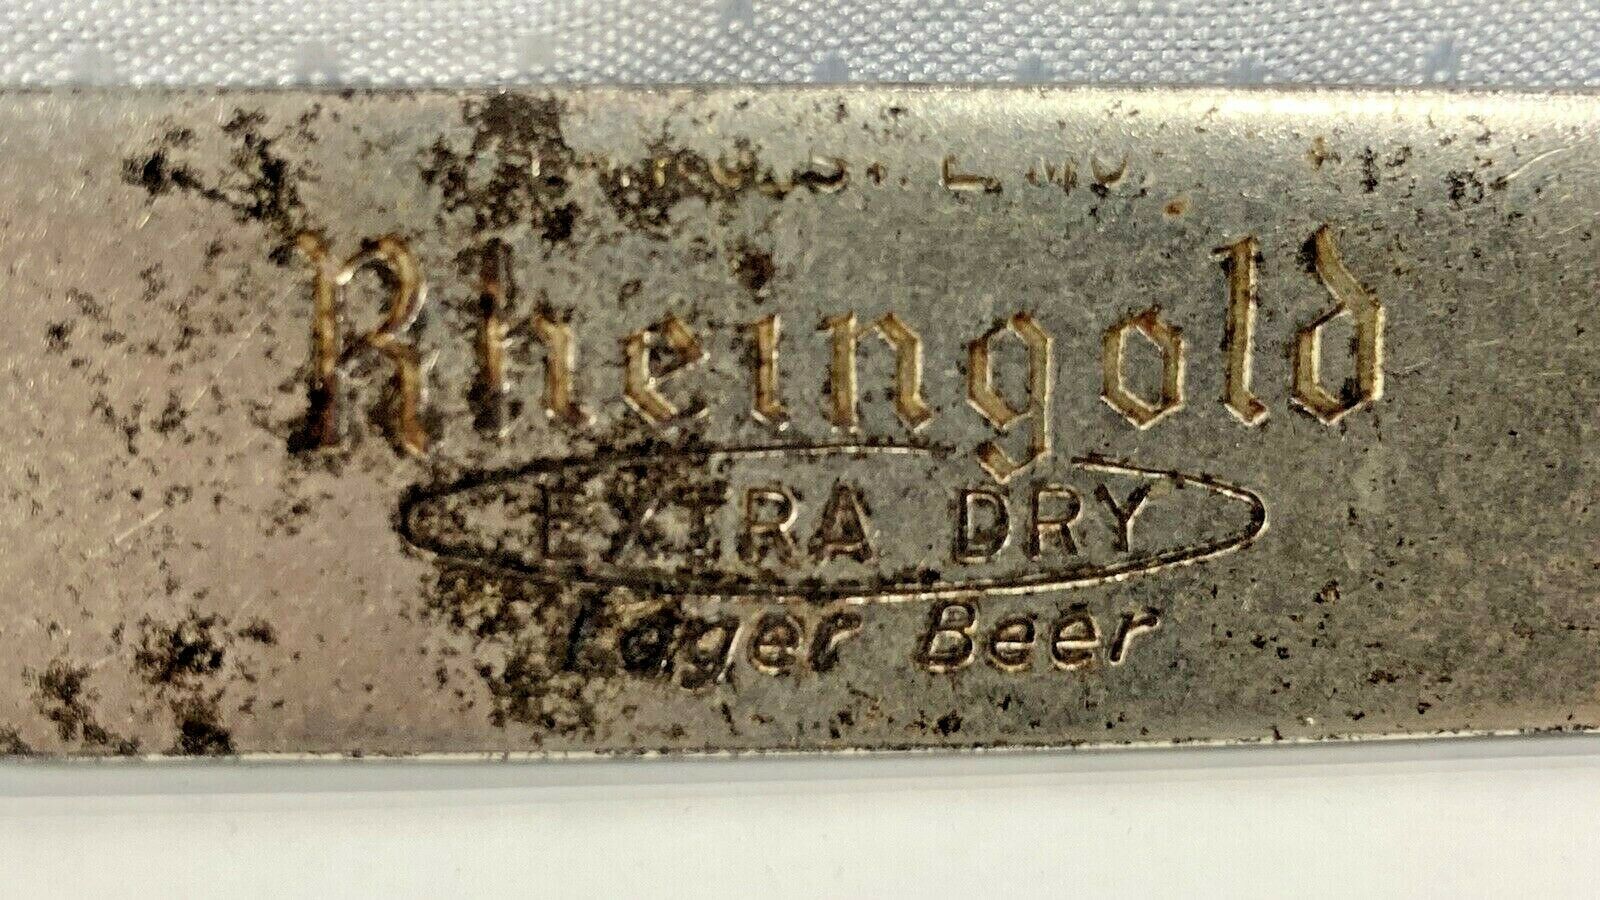 Rheingold
EXTRA DRY
Lager Beer